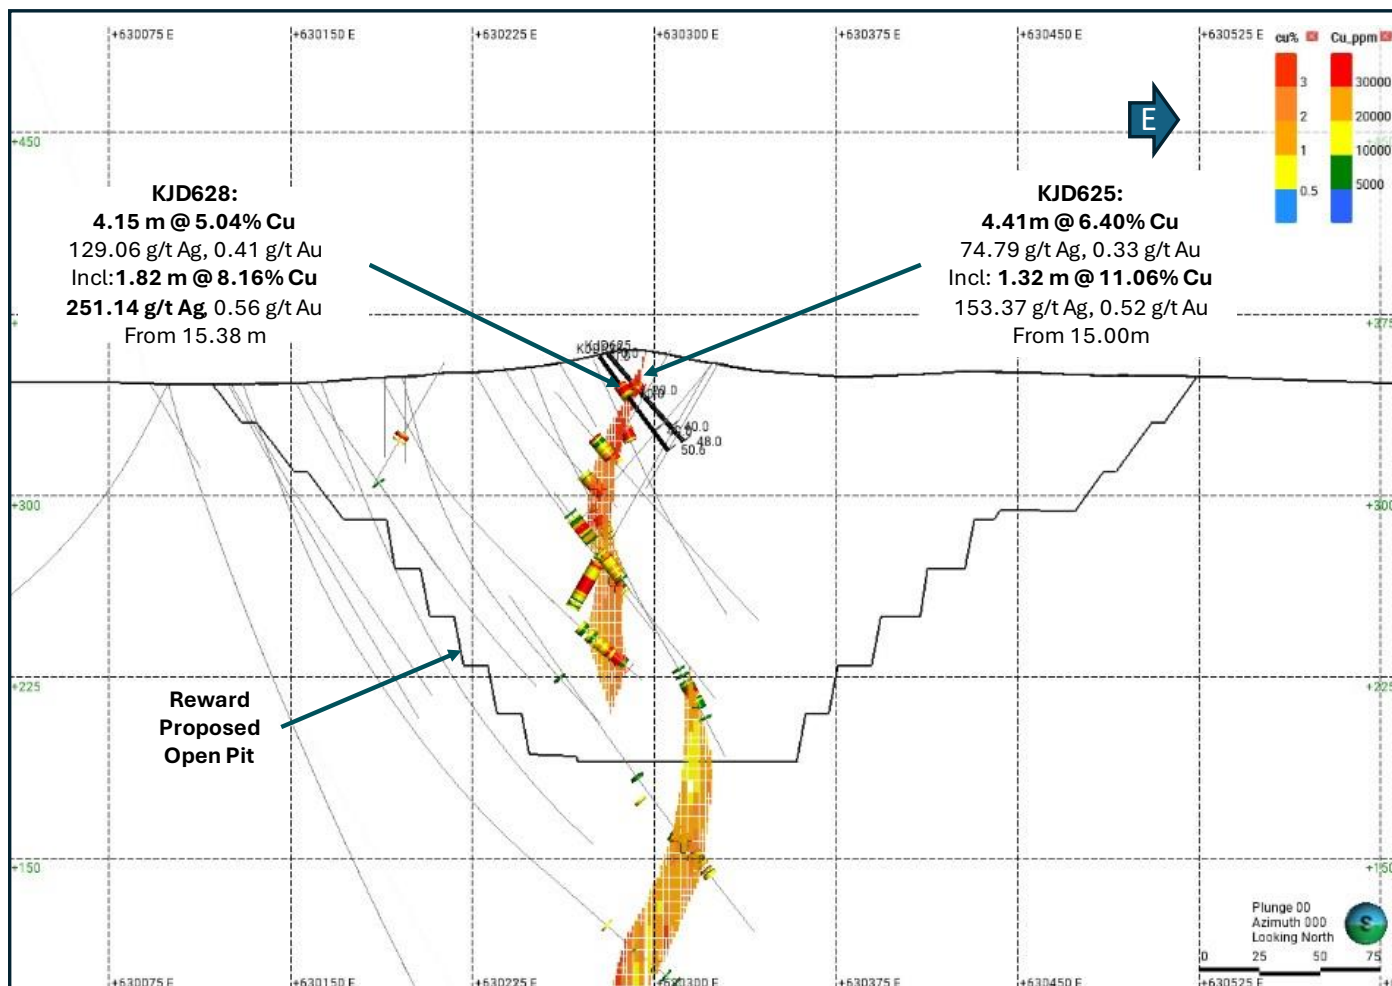 +630075 E
+630150 E
+630225 E
+630300 E
+630375 E
+630450 E
+630525 E
cu%
Cu_ppm
3
2
1
0.5
30000
20000
10000
5000
E
+450
KJD628:
4.15 m @ 5.04% Cu
129.06 g/t Ag, 0.41 g/t Au
Incl:1.82 m @ 8.16% Cu
251.14 g/t Ag, 0.56 g/t Au
From 15.38 m
KJD625:
4.41m @ 6.40% Cu
74.79 g/t Ag, 0.33 g/t Au
Incl: 1.32 m @ 11.06% Cu
153.37 g/t Ag, 0.52 g/t Au
From 15.00m
+375
KJD625
40.0
48.0
50.6
+300
+300
+225
+225
Reward
Proposed
Open Pit
+150
+150
Plunge 00
Azimuth 000
Looking North
S
0
25
50
75
+630075 E
+630150 E
+630225 E
+630300 E
+630375 E
+630450 E
+630525 E